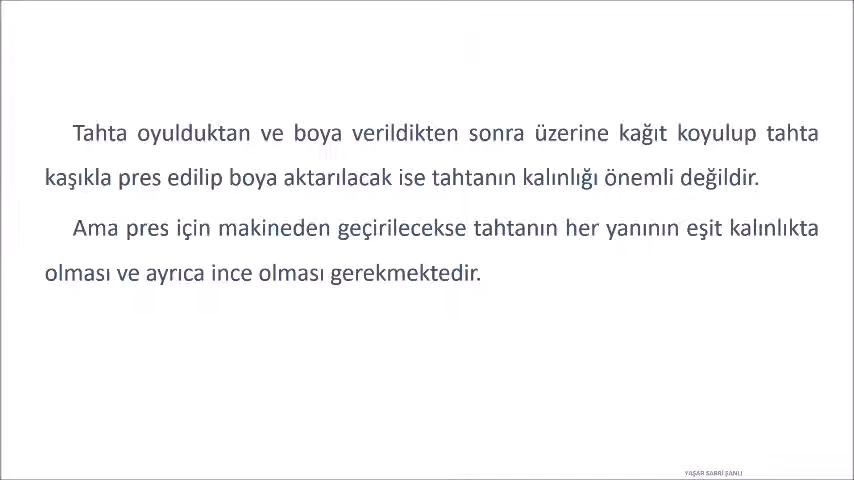 Tahta oyulduktan ve boya verildikten sonra üzerine kağıt koyulup tahta
kaşıkla pres edilip boya aktarılacak ise tahtanın kalınlığı önemli değildir.
Ama pres için makineden geçirilecekse tahtanın her yanının eşit kalınlıkta
olması ve ayrıca ince olması gerekmektedir.
YAŞAR SABRİ ŞANLI